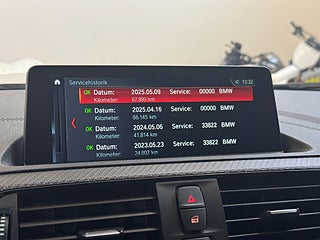 Servicehistorik
13:32
OK Datum: 2025.05.09 Service: 00000 BMW
Kilometer: 67.899 km
OK Datum: 2025.04.16 Service: 00000 BMW
Kilometer: 66.145 km
OK Datum: 2024.05.06 Service: 33822 BMW
Kilometer: 41.814 km
OK Datum: 2023.05.23 Service: 33822 BMW
Kilometer: 24.802 km